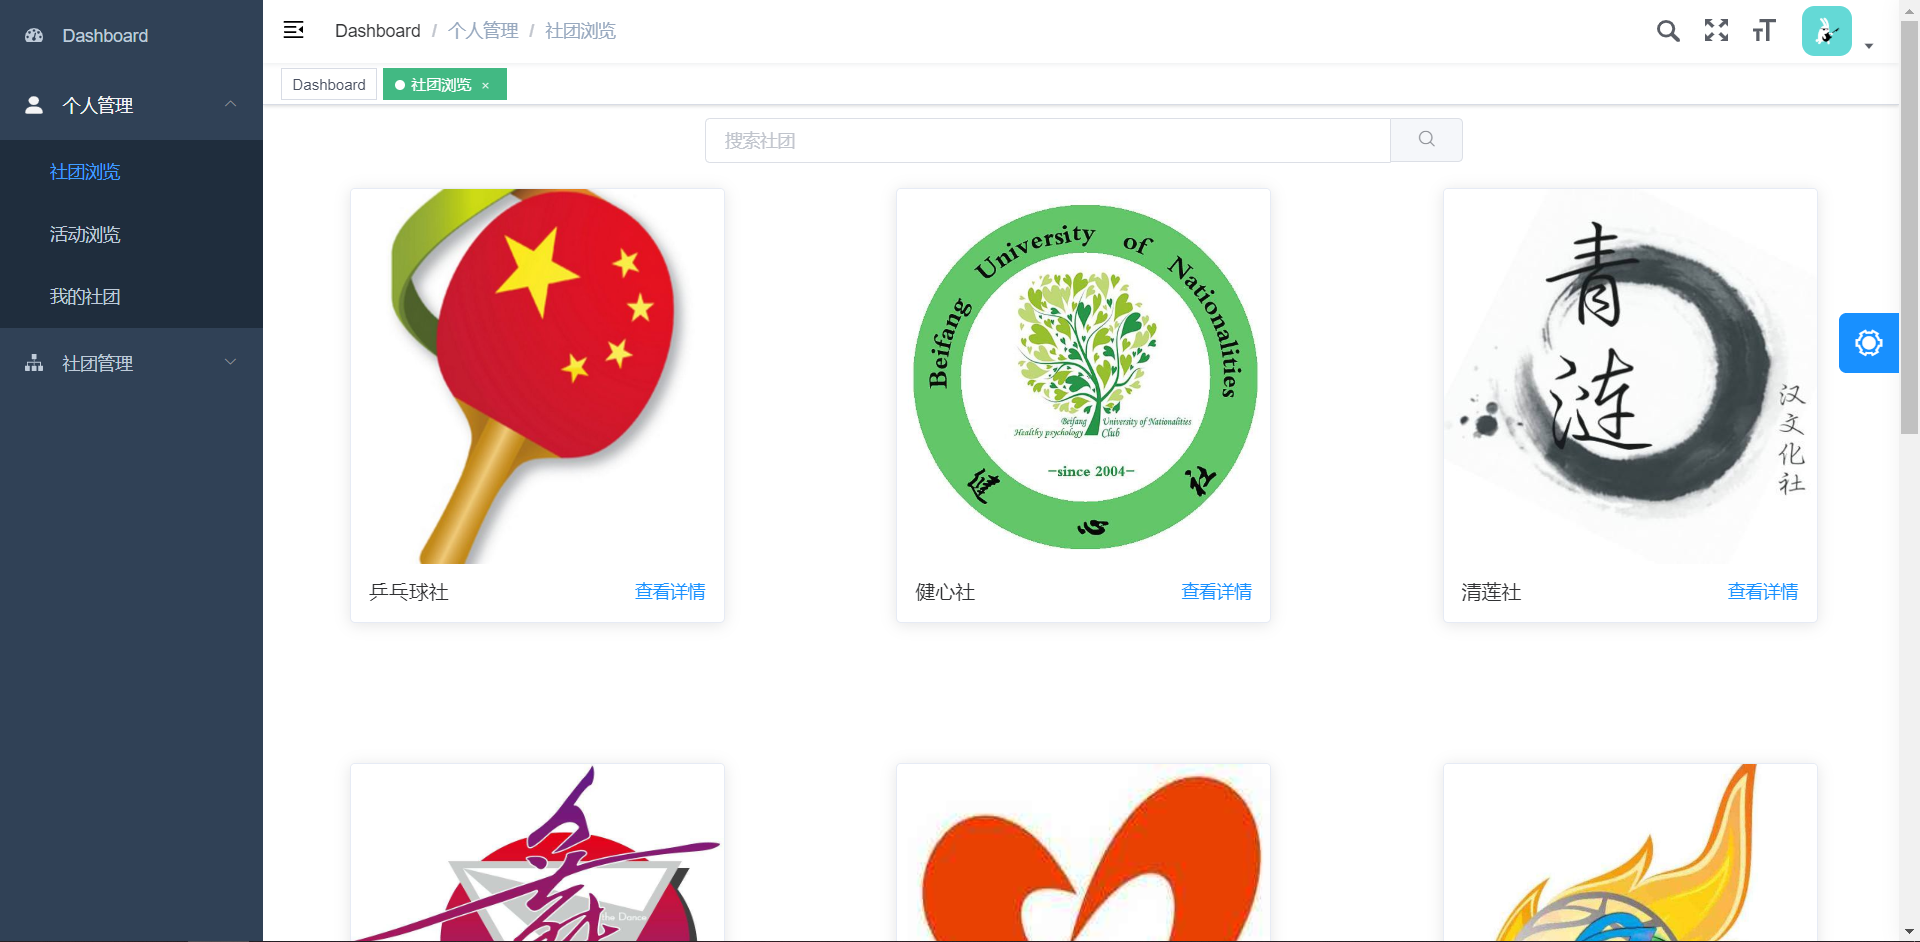 Dashboard
个人管理
社团浏览
活动浏览
我的社团
社团管理
Dashboard / 个人管理 / 社团浏览
Dashboard
社团浏览 ×
搜索社团
Beifang University of Nationalities
Beifang University of Nationalities
Healthy psychology Club
-since 2004-
健心社
青涟
汉文化社
乒乓球社 查看详情
健心社 查看详情
清莲社 查看详情
the Dance